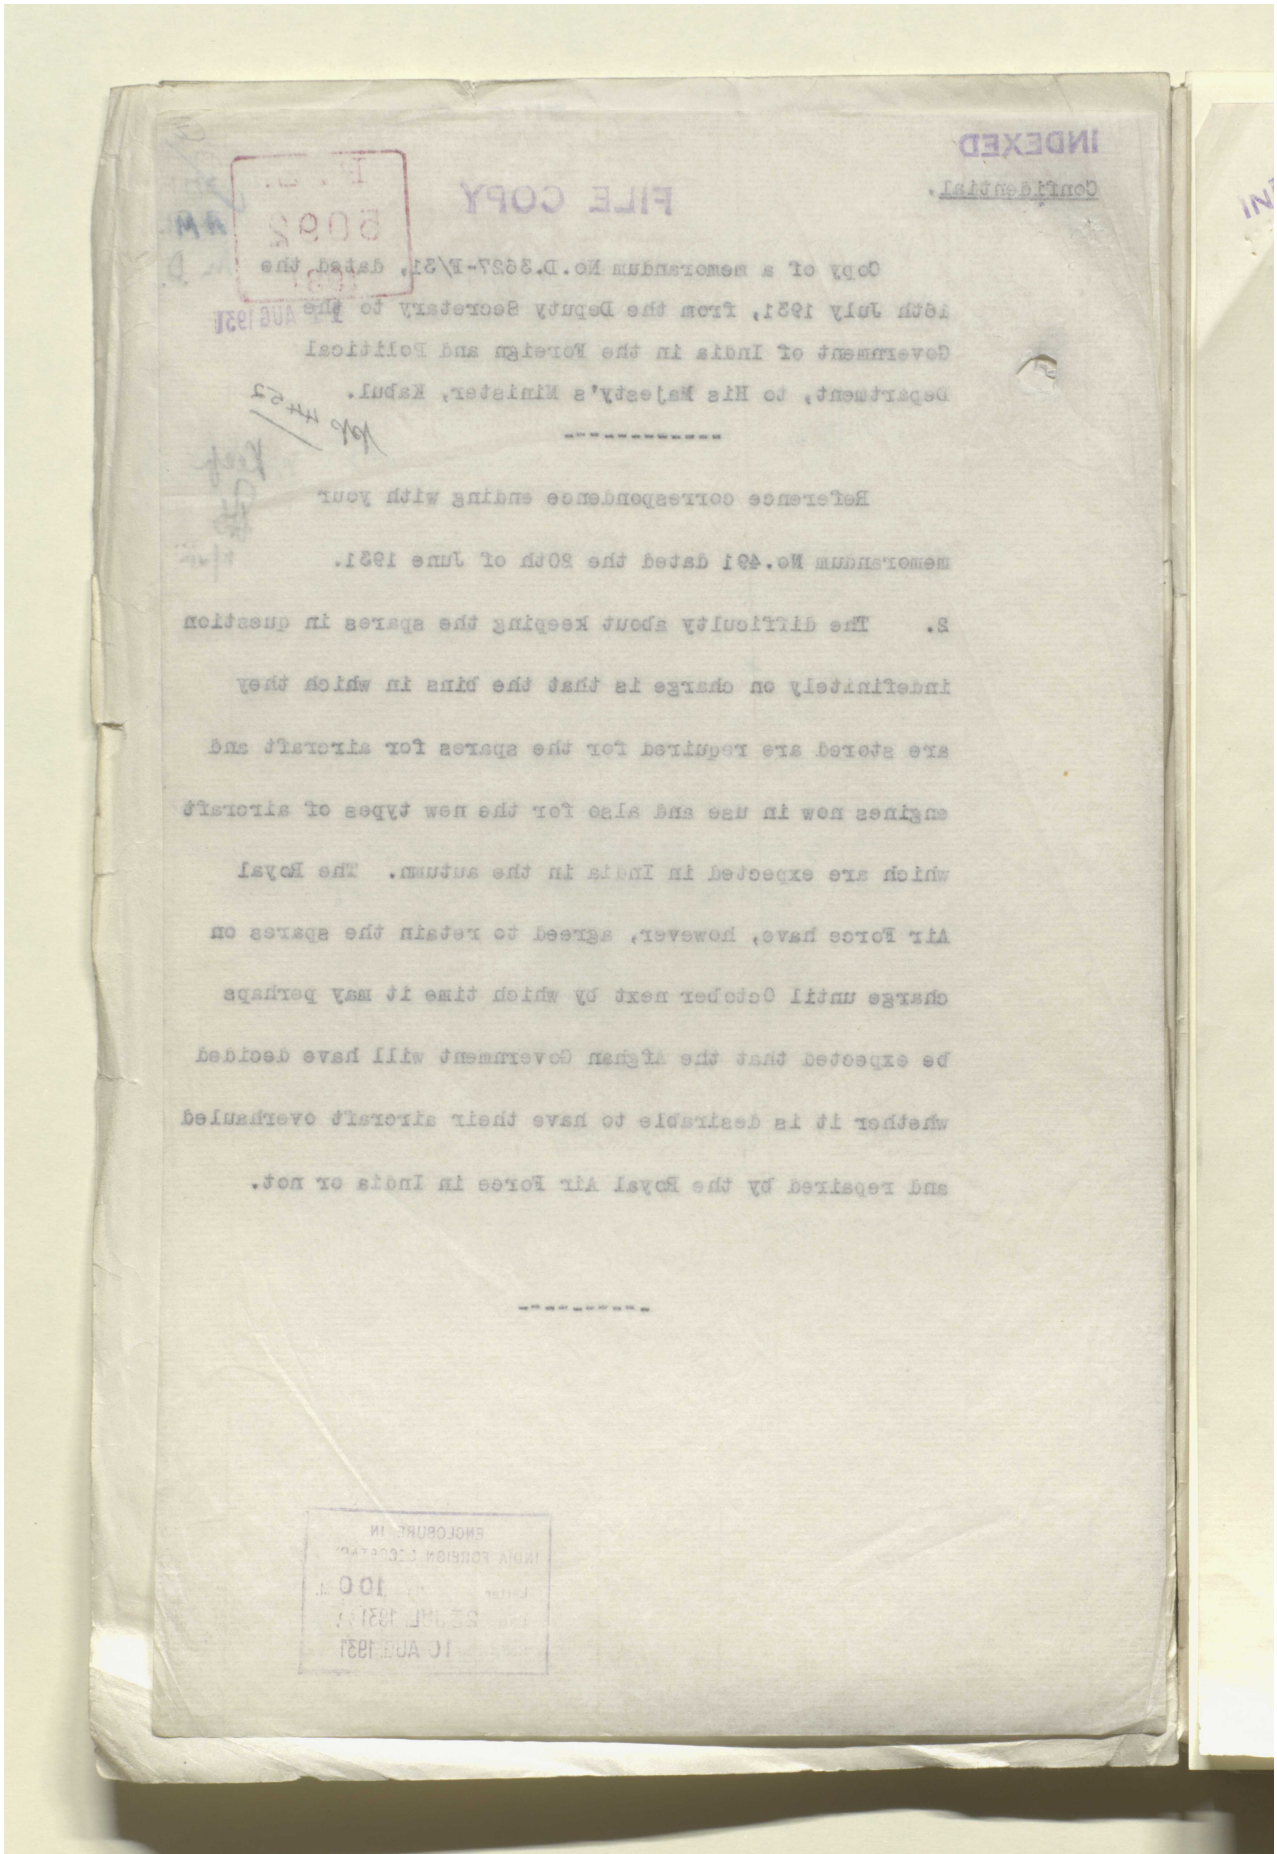 INDEXED
Confidential.
FILE COPY
5092
1931
AUG 1931
Copy of a memorandum No.D.3627-F/31, dated the
16th July 1931, from the Deputy Secretary to the
Government of India in the Foreign and Political
Department, to His Majesty's Minister, Kabul.
4452
-------------
Keep
Reference correspondence ending with your
memorandum No.491 dated the 20th of June 1931.
2. The difficulty about keeping the spares in question
indefinitely on charge is that the bins in which they
are stored are required for the spares for aircraft and
engines now in use and also for the new types of aircraft
which are expected in India in the autumn. The Royal
Air Force have, however, agreed to retain the spares on
charge until October next by which time it may perhaps
be expected that the Afghan Government will have decided
whether it is desirable to have their aircraft overhauled
and repaired by the Royal Air Force in India or not.
----------
ENCLOSURE IN
INDIA FOREIGN SECRETARY'S
Letter 100
JUL 1931
10 AUG 1931